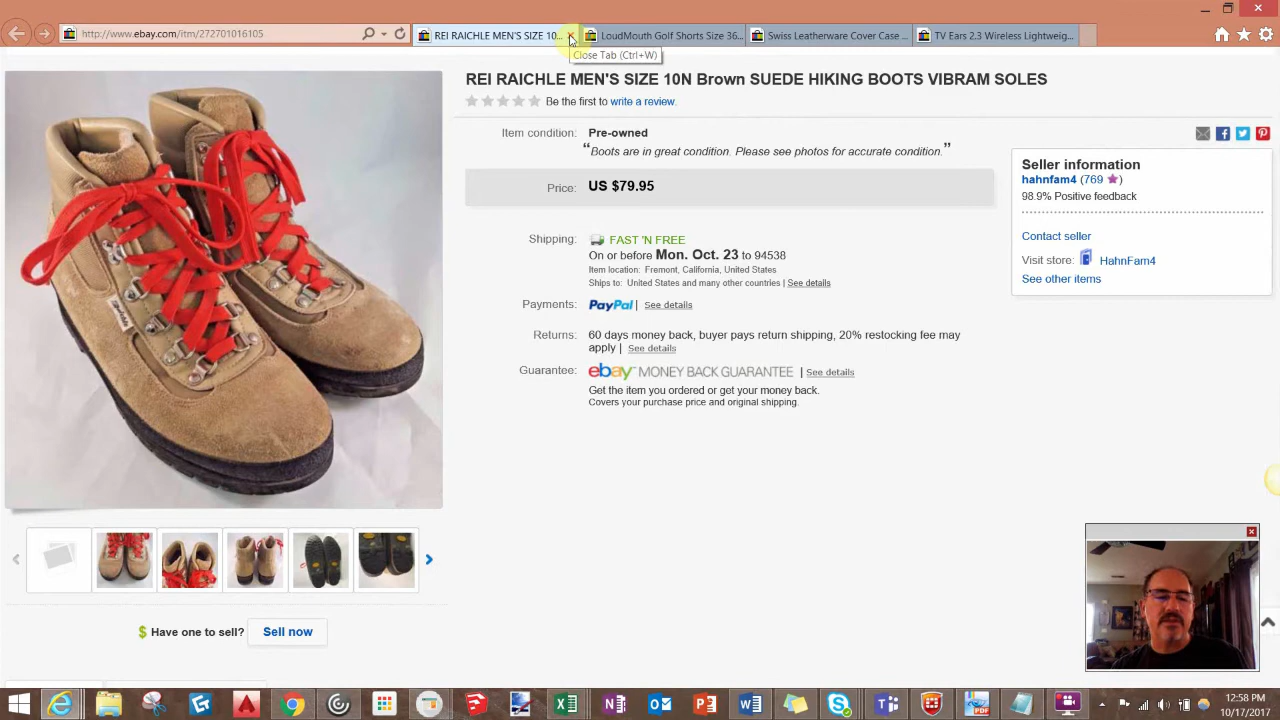 http://www.ebay.com/itm/272701016105
REI RAICHLE MEN'S SIZE 10...
LoudMouth Golf Shorts Size 36...
Swiss Leatherware Cover Case ...
TV Ears 2.3 Wireless Lightweig...
Close Tab (Ctrl+W)
REI RAICHLE MEN'S SIZE 10N Brown SUEDE HIKING BOOTS VIBRAM SOLES
Be the first to write a review.
Item condition: Pre-owned
“Boots are in great condition. Please see photos for accurate condition.”
Price: US $79.95
Shipping: FAST 'N FREE
On or before Mon. Oct. 23 to 94538
Item location: Fremont, California, United States
Ships to: United States and many other countries | See details
Payments: PayPal | See details
Returns: 60 days money back, buyer pays return shipping, 20% restocking fee may
apply | See details
Guarantee: ebay MONEY BACK GUARANTEE | See details
Get the item you ordered or get your money back.
Covers your purchase price and original shipping.
Seller information
hahnfam4 (769 )
98.9% Positive feedback
Contact seller
Visit store: HahnFam4
See other items
$ Have one to sell? Sell now
12:58 PM
10/17/2017